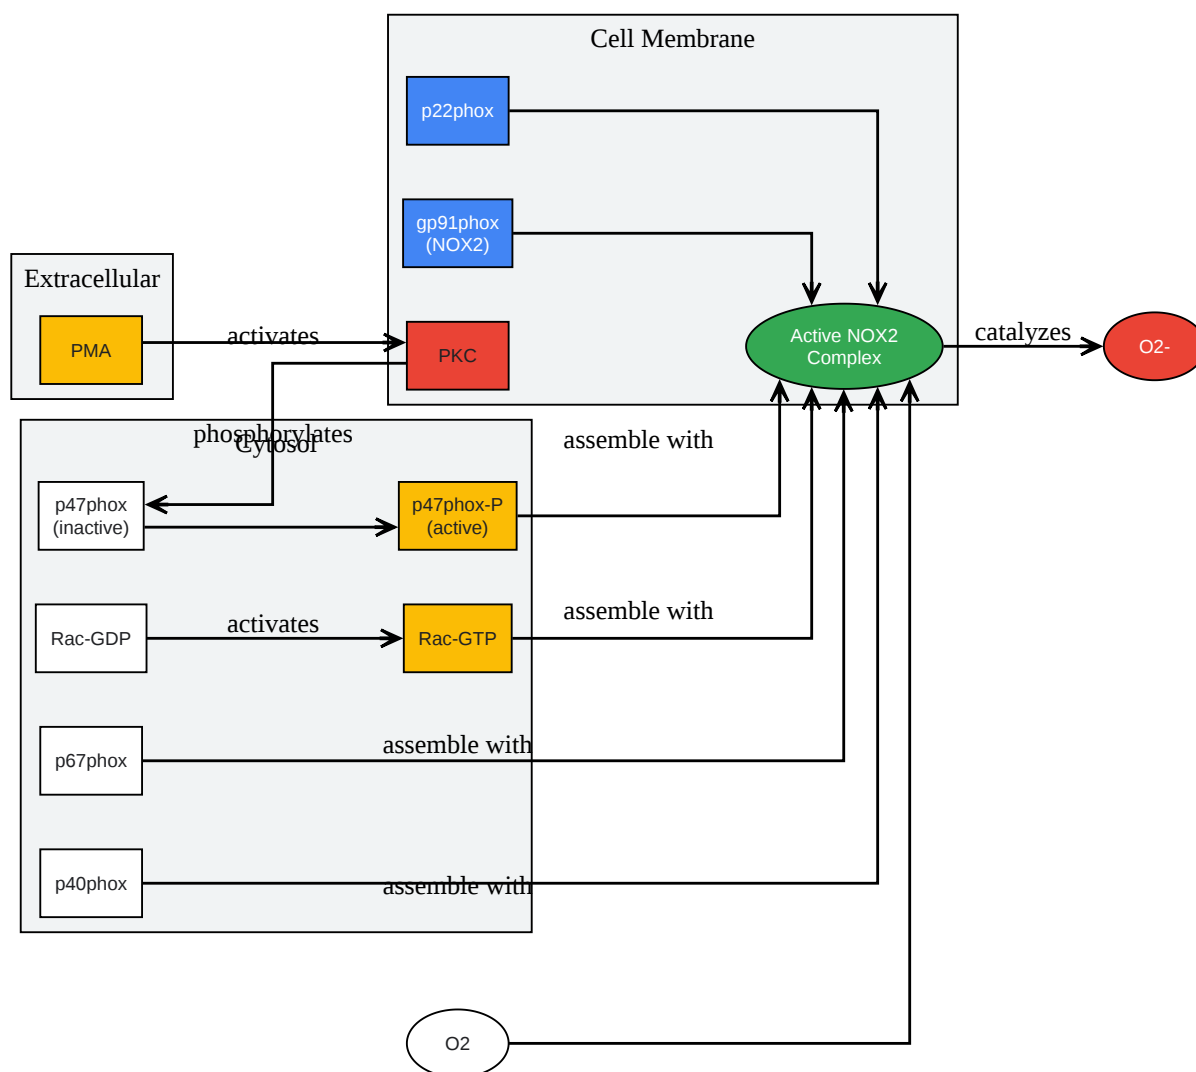 Cell Membrane
p22phox
gp91phox
(NOX2)
Extracellular
PMA
activates
PKC
Active NOX2
Complex
catalyzes
O2-
phosphorylates
Cytosol
assemble with
p47phox
(inactive)
p47phox-P
(active)
Rac-GDP
activates
Rac-GTP
assemble with
p67phox
assemble with
p40phox
assemble with
O2